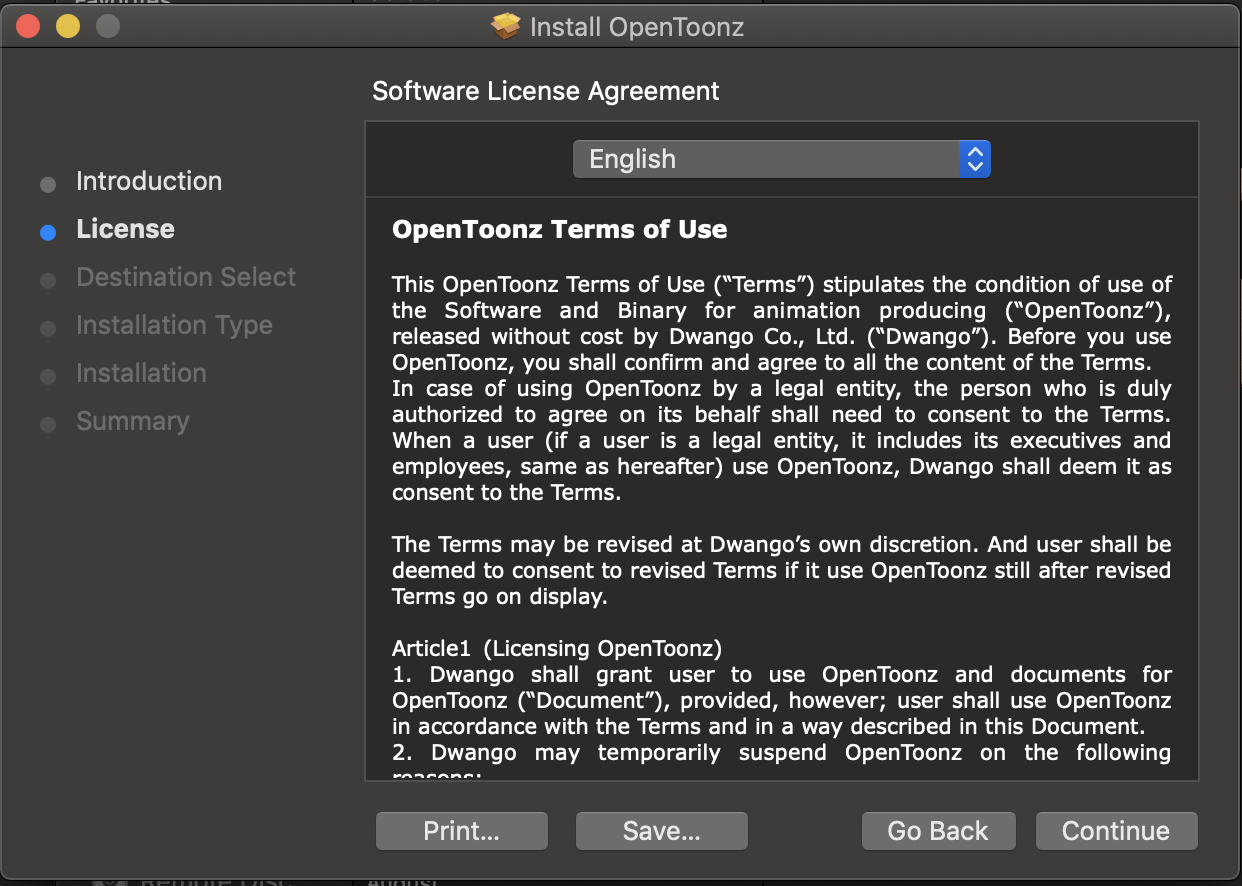 Install OpenToonz
Software License Agreement
English
Introduction
License
Destination Select
Installation Type
Installation
Summary
OpenToonz Terms of Use
This OpenToonz Terms of Use (“Terms”) stipulates the condition of use of
the Software and Binary for animation producing (“OpenToonz”),
released without cost by Dwango Co., Ltd. (“Dwango”). Before you use
OpenToonz, you shall confirm and agree to all the content of the Terms.
In case of using OpenToonz by a legal entity, the person who is duly
authorized to agree on its behalf shall need to consent to the Terms.
When a user (if a user is a legal entity, it includes its executives and
employees, same as hereafter) use OpenToonz, Dwango shall deem it as
consent to the Terms.
The Terms may be revised at Dwango’s own discretion. And user shall be
deemed to consent to revised Terms if it use OpenToonz still after revised
Terms go on display.
Article1 (Licensing OpenToonz)
1. Dwango shall grant user to use OpenToonz and documents for
OpenToonz (“Document”), provided, however; user shall use OpenToonz
in accordance with the Terms and in a way described in this Document.
2. Dwango may temporarily suspend OpenToonz on the following
reasons:
Print...
Save...
Go Back
Continue